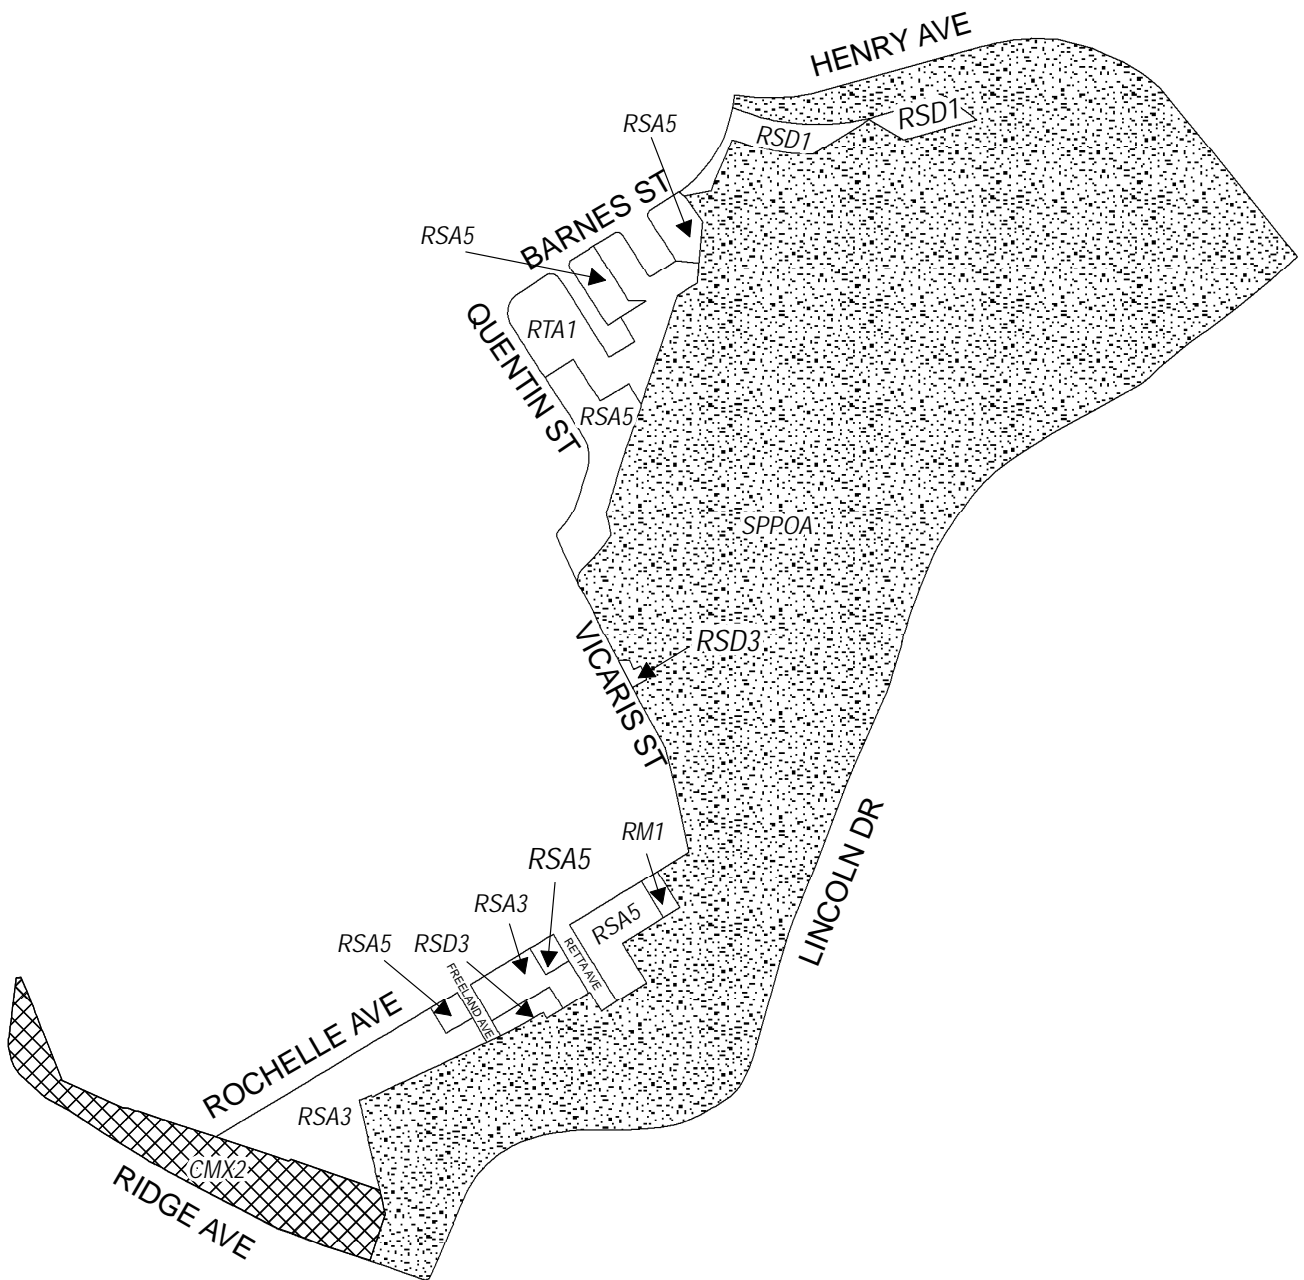 HENRY AVE
RSD1
RSA5
RSD1
BARNES ST
RSA5
RTA1
QUENTIN ST
RSA5
SPPOA
VICARIS ST
RSD3
LINCOLN DR
RM1
RSA5
RSA3
RSA5
RSA5
RSD3
RETTA AVE
FREELAND AVE
ROCHELLE AVE
RSA3
CMX2
RIDGE AVE